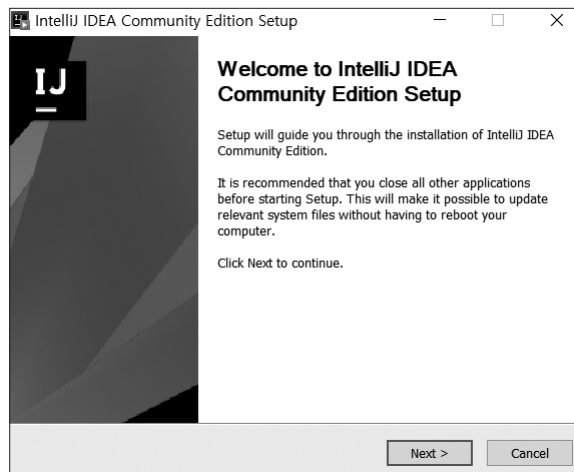 IntelliJ IDEA Community Edition Setup
IJ
Welcome to IntelliJ IDEA
Community Edition Setup
Setup will guide you through the installation of IntelliJ IDEA
Community Edition.
It is recommended that you close all other applications
before starting Setup. This will make it possible to update
relevant system files without having to reboot your
computer.
Click Next to continue.
Next >
Cancel